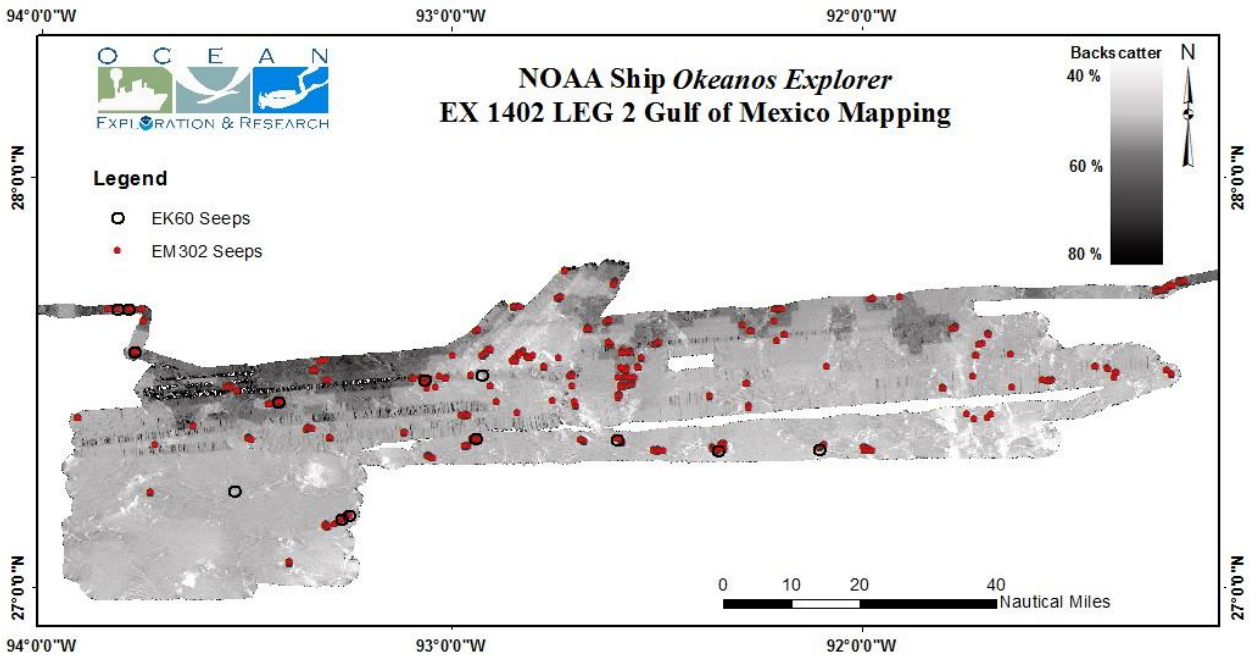 94°0'0"W 93°0'0"W 92°0'0"W
OCEAN
EXPLORATION & RESEARCH
NOAA Ship Okeanos Explorer
EX 1402 LEG 2 Gulf of Mexico Mapping
Backscatter
40 %
60 %
80 %
N
28°0'0"N
28°0'0"N
Legend
EK60 Seeps
EM302 Seeps
27°0'0"N
27°0'0"N
0 10 20 40
Nautical Miles
94°0'0"W 93°0'0"W 92°0'0"W